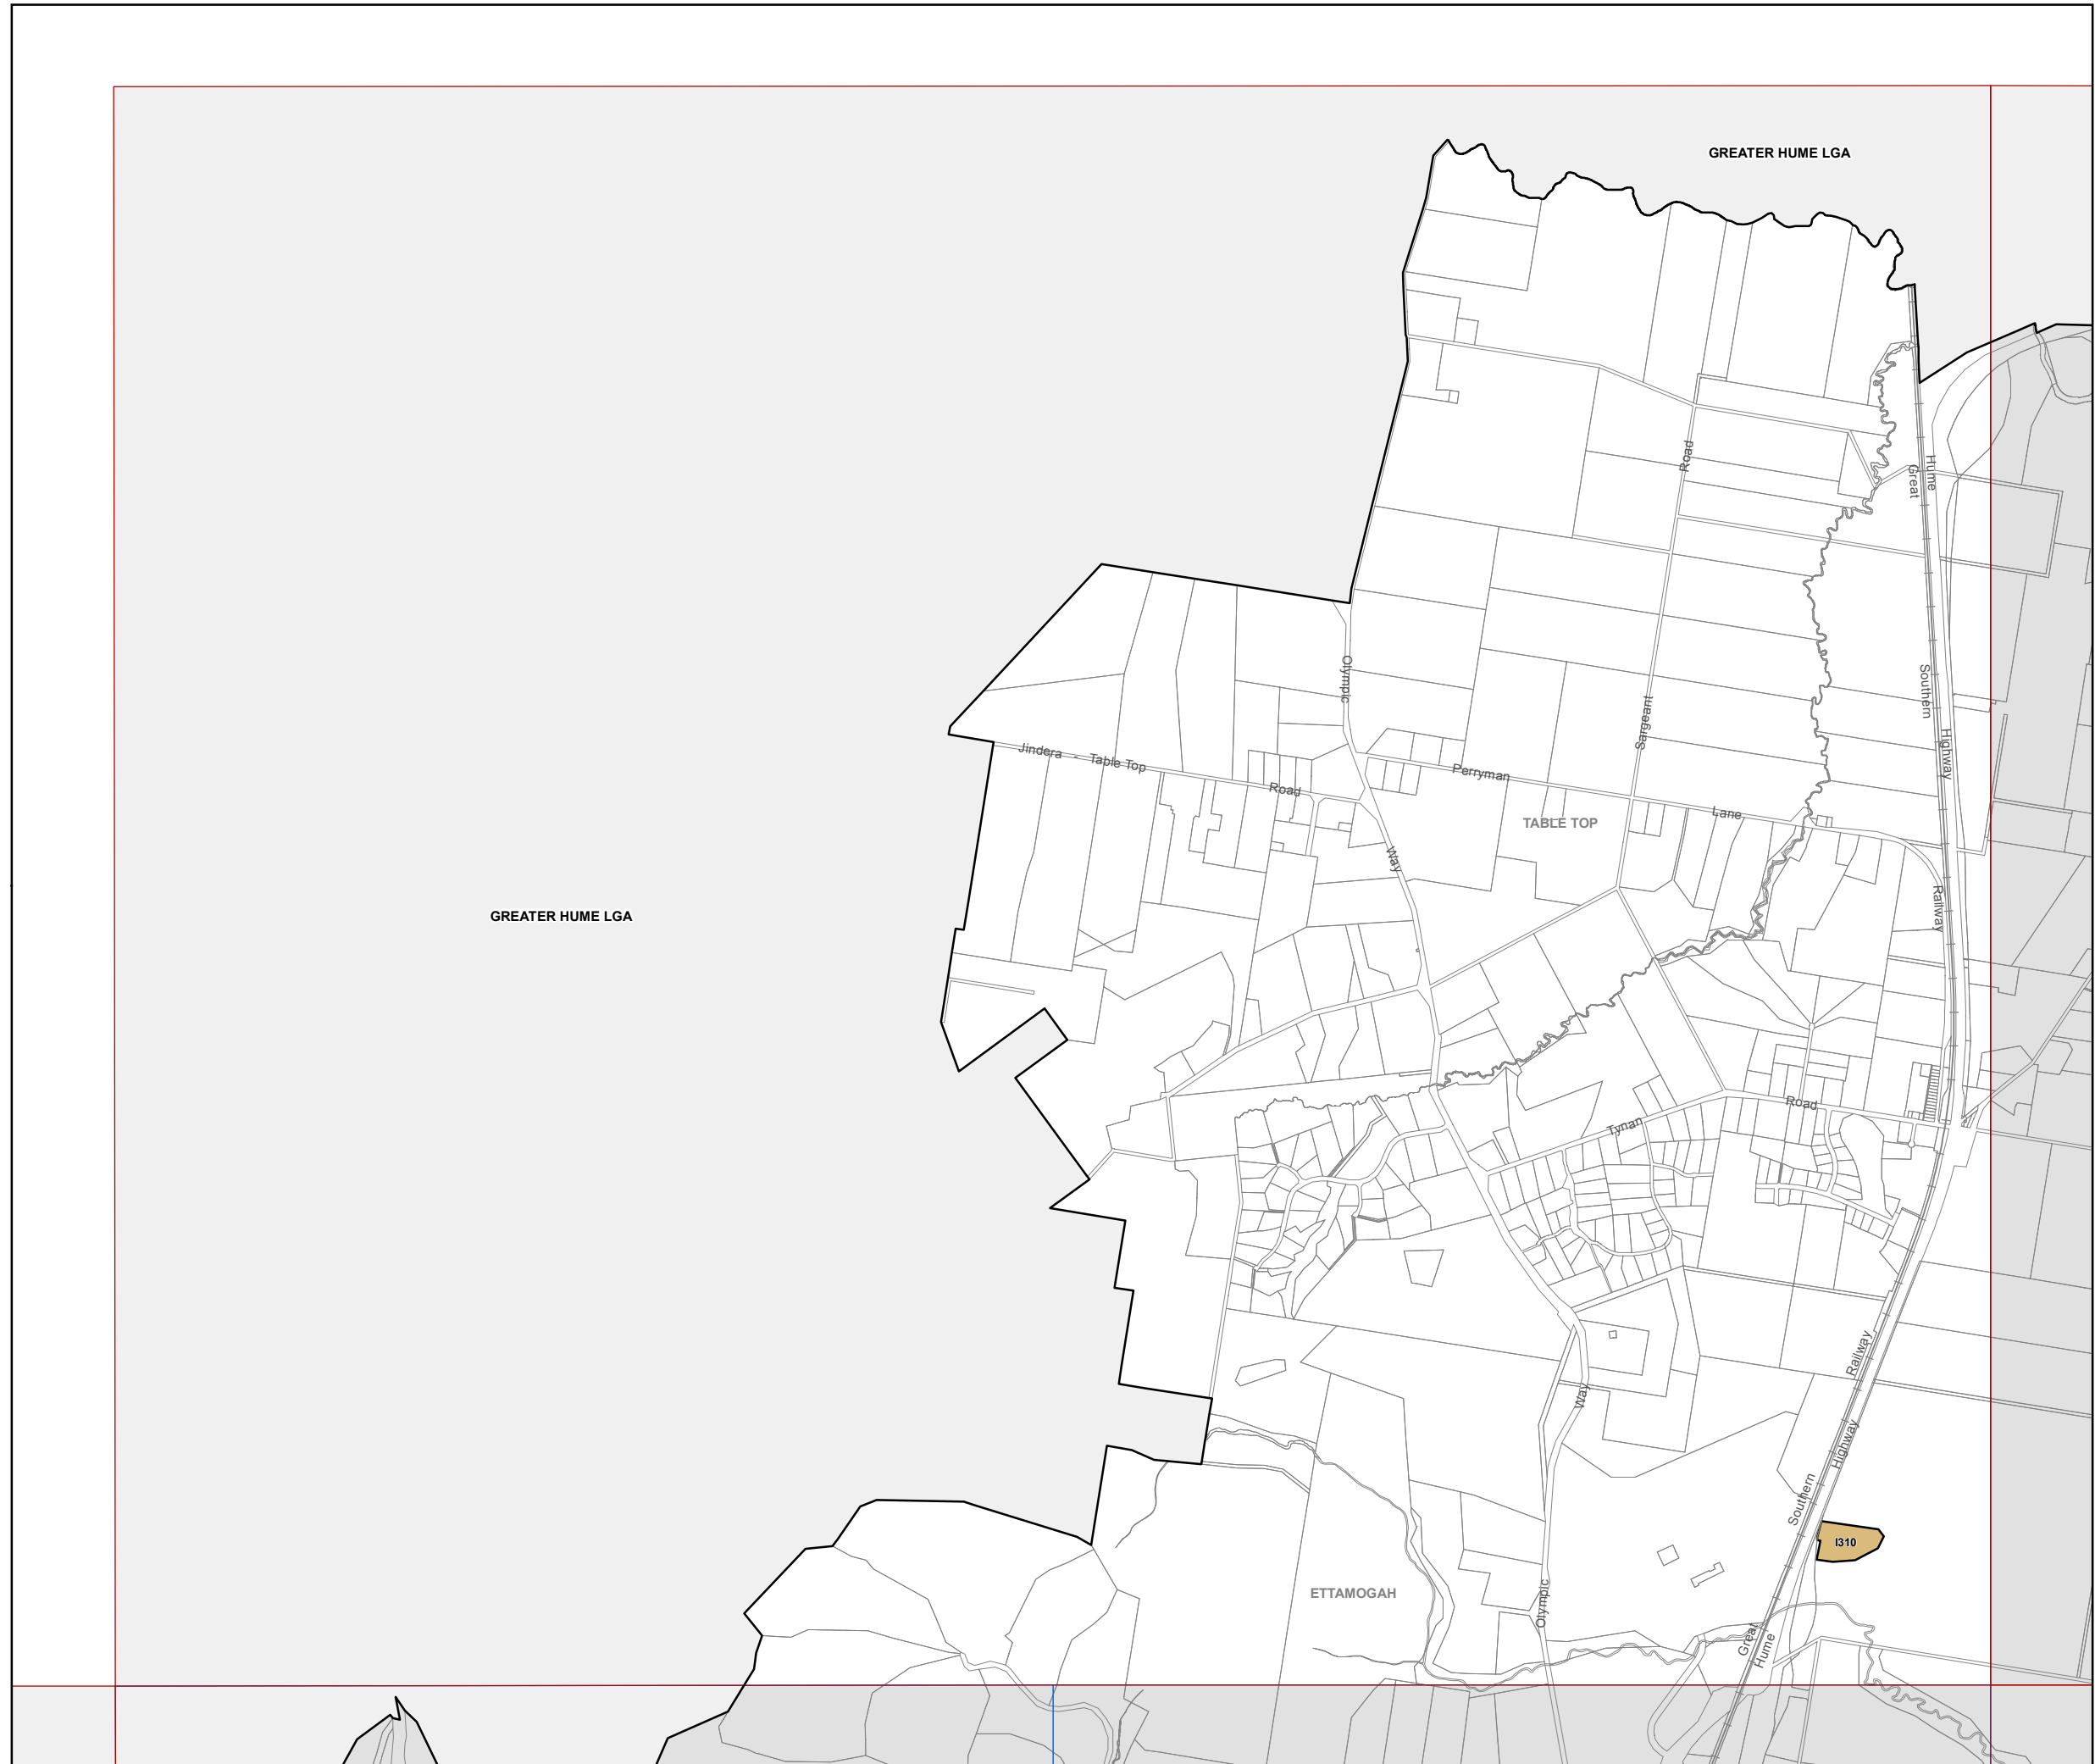 GREATER HUME LGA
Road
Hume
Great
Olympic
Southern
Sargeant
Highway
Jindera - Table Top
Road
Perryman
Lane
TABLE TOP
Way
Railway
GREATER HUME LGA
Road
Tynan
Railway
Way
Highway
Southern
I310
ETTAMOGAH
Olympic
Great
Hume